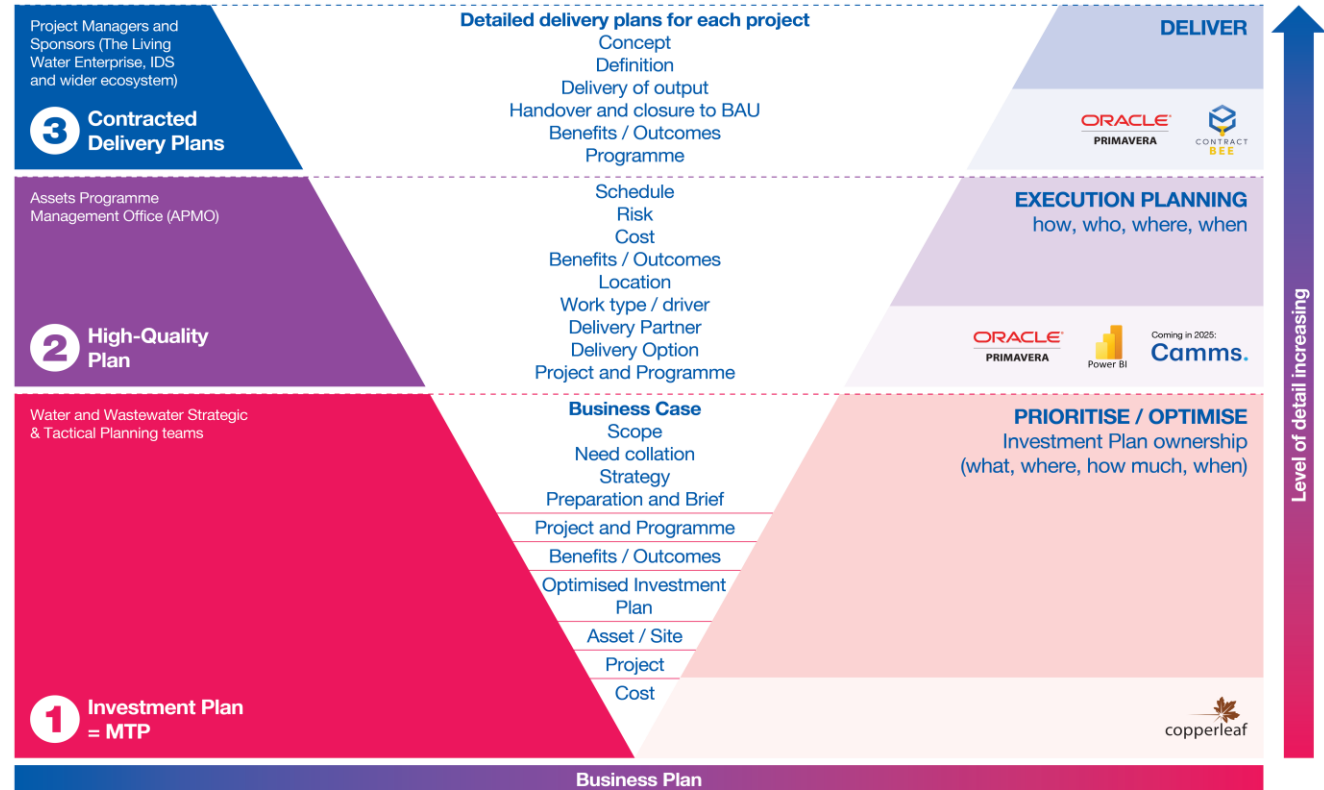 Project Managers and
Sponsors (The Living
Water Enterprise, IDS
and wider ecosystem)
3
Contracted
Delivery Plans
Detailed delivery plans for each project
Concept
Definition
Delivery of output
Handover and closure to BAU
Benefits / Outcomes
Programme
DELIVER
ORACLE®
PRIMAVERA
CONTRACT
BEE
Assets Programme
Management Office (APMO)
2
High-Quality
Plan
Schedule
Risk
Cost
Benefits / Outcomes
Location
Work type / driver
Delivery Partner
Delivery Option
Project and Programme
EXECUTION PLANNING
how, who, where, when
ORACLE®
PRIMAVERA
Power BI
Coming in 2025:
Camms.
Water and Wastewater Strategic
& Tactical Planning teams
1
Investment Plan
= MTP
Business Case
Scope
Need collation
Strategy
Preparation and Brief
Project and Programme
Benefits / Outcomes
Optimised Investment
Plan
Asset / Site
Project
Cost
PRIORITISE / OPTIMISE
Investment Plan ownership
(what, where, how much, when)
copperleaf
Level of detail increasing
Business Plan